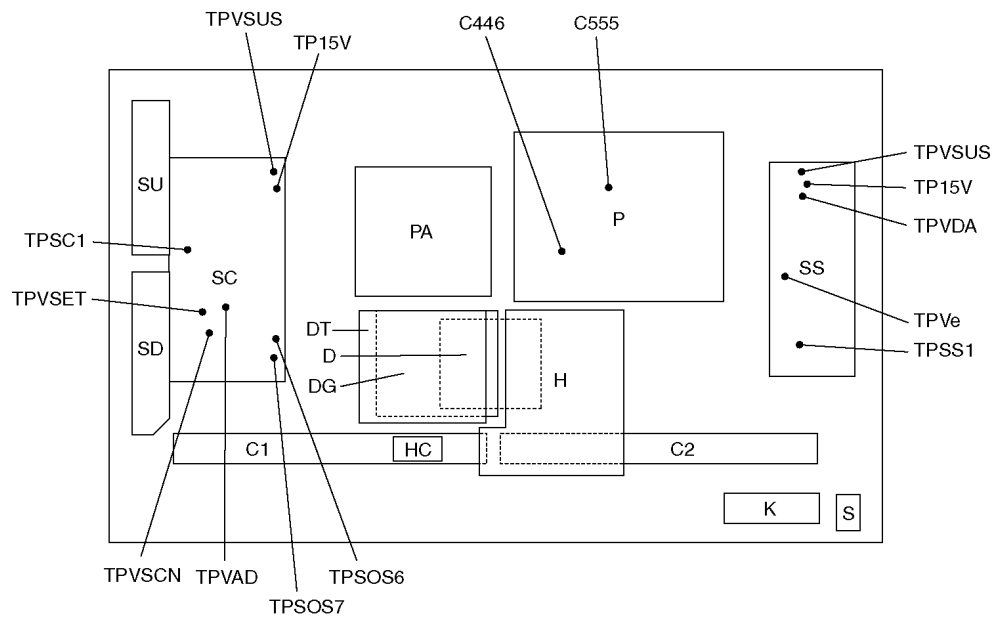 TPVSUS
TP15V
C446
C555
TPVSUS
TP15V
TPVDA
SU
PA
P
TPSC1
SC
SS
TPVSET
TPVe
DT
TPSS1
SD
D
DG
H
C1
HC
C2
K
S
TPVSCN
TPVAD
TPSOS6
TPSOS7